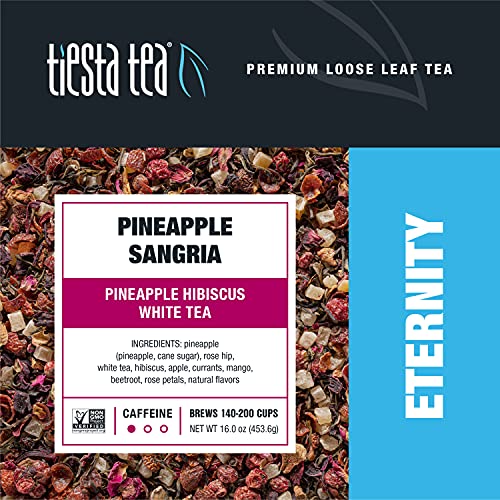 tiesta tea®
PREMIUM LOOSE LEAF TEA
PINEAPPLE
SANGRIA
PINEAPPLE HIBISCUS
WHITE TEA
INGREDIENTS: pineapple
(pineapple, cane sugar), rose hip,
white tea, hibiscus, apple, currants, mango,
beetroot, rose petals, natural flavors
NON
GMO
VERIFIED
CAFFEINE
BREWS 140-200 CUPS
NET WT 16.0 oz (453.6g)
ETERNITY